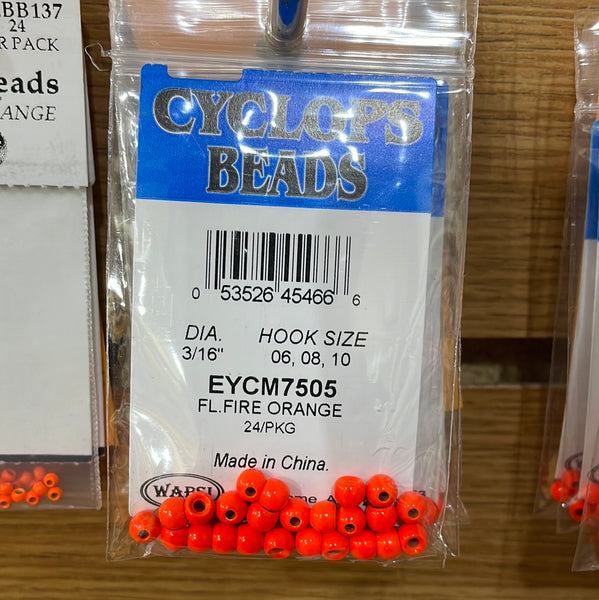 BB137
24
R PACK
eads
ANGE
CYCLOPS
BEADS
0 53526 45466 6
DIA. HOOK SIZE
3/16" 06, 08, 10
EYCM7505
FL.FIRE ORANGE
24/PKG
Made in China.
WAPSI